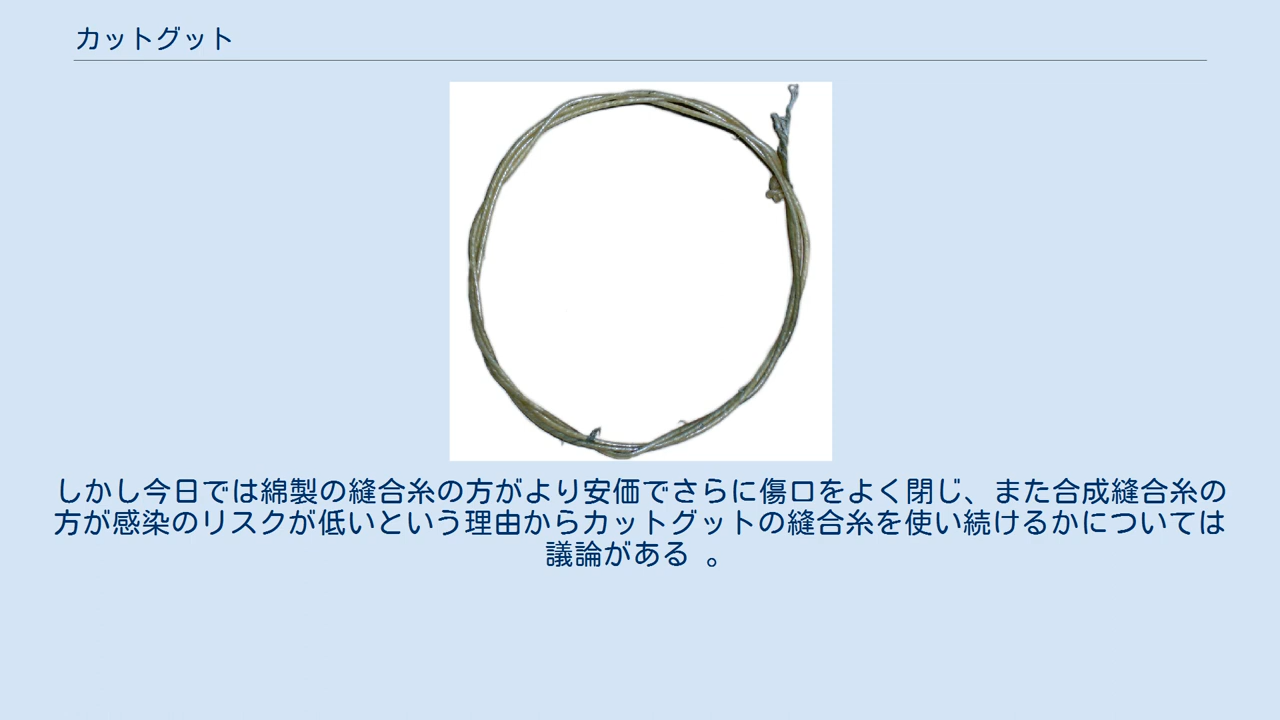 カットグット
しかし今日では綿製の縫合糸の方がより安価でさらに傷口をよく閉じ、また合成縫合糸の
方が感染のリスクが低いという理由からカットグットの縫合糸を使い続けるかについては
議論がある 。